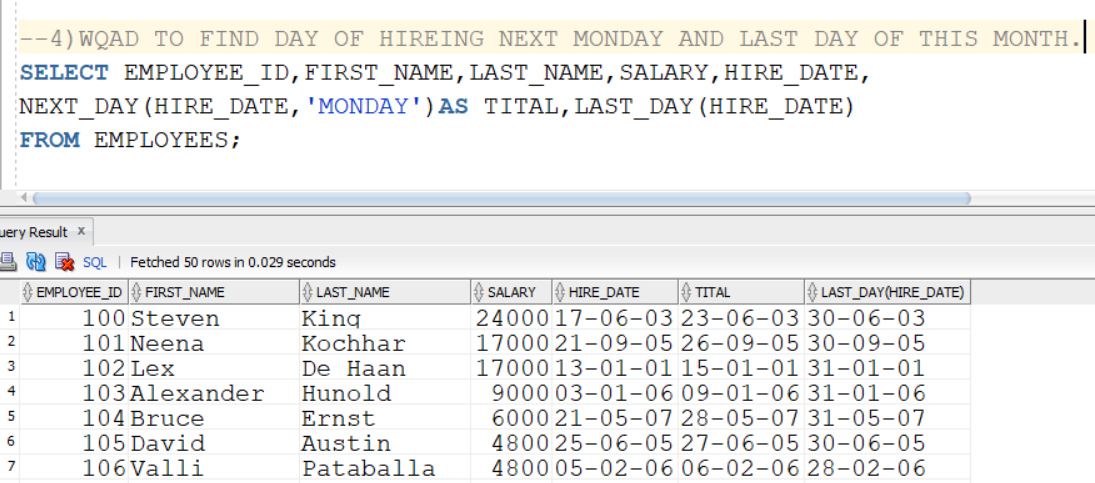 --4)WQAD TO FIND DAY OF HIREING NEXT MONDAY AND LAST DAY OF THIS MONTH.
SELECT EMPLOYEE_ID,FIRST_NAME,LAST_NAME,SALARY,HIRE_DATE,
NEXT_DAY(HIRE_DATE,'MONDAY')AS TITAL,LAST_DAY(HIRE_DATE)
FROM EMPLOYEES;
uery Result x
SQL | Fetched 50 rows in 0.029 seconds
EMPLOYEE_ID FIRST_NAME LAST_NAME SALARY HIRE_DATE TITAL LAST_DAY(HIRE_DATE)
1 100 Steven King 24000 17-06-03 23-06-03 30-06-03
2 101 Neena Kochhar 17000 21-09-05 26-09-05 30-09-05
3 102 Lex De Haan 17000 13-01-01 15-01-01 31-01-01
4 103 Alexander Hunold 9000 03-01-06 09-01-06 31-01-06
5 104 Bruce Ernst 6000 21-05-07 28-05-07 31-05-07
6 105 David Austin 4800 25-06-05 27-06-05 30-06-05
7 106 Valli Pataballa 4800 05-02-06 06-02-06 28-02-06